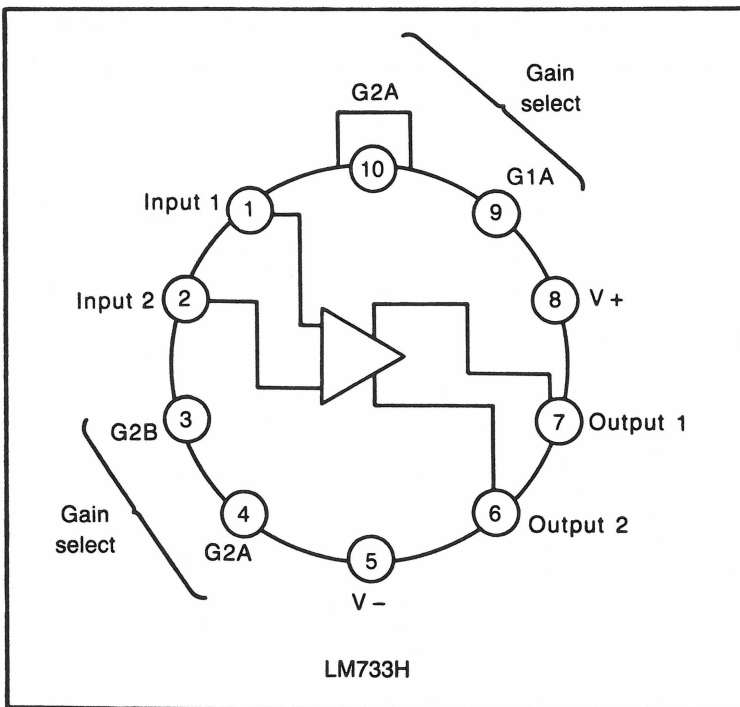 Gain
select
G2A
10
G1A
Input 1
1
9
Input 2
2
8
V +
3
G2B
7
Output 1
Gain
select
4
G2A
6
Output 2
5
V −
LM733H